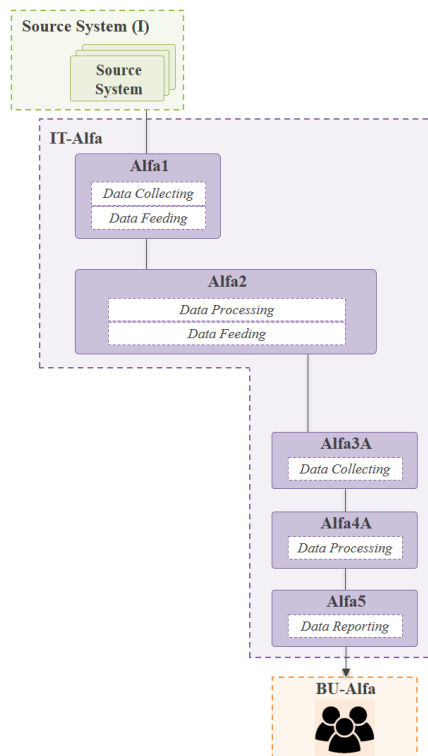 Source System (I)
Source
System
IT-Alfa
Alfa1
Data Collecting
Data Feeding
Alfa2
Data Processing
Data Feeding
Alfa3A
Data Collecting
Alfa4A
Data Processing
Alfa5
Data Reporting
BU-Alfa